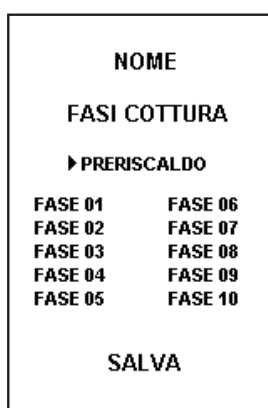 NOME
FASI COTTURA
PRERISCALDO
FASE 01 FASE 06
FASE 02 FASE 07
FASE 03 FASE 08
FASE 04 FASE 09
FASE 05 FASE 10
SALVA